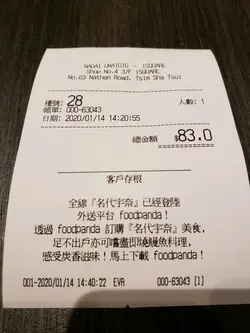 NADAI UNATOTO - iSQUARE
Shop No.4 3/F iSQUARE
No.63 Nathan Road, Tsim Sha Tsui
檯號: 28 人數: 1
帳單: 000-63043
日期: 2020/01/14 14:20:55
總金額 $83.0
客戶存根
全線『名代宇奈』已經登陸
外送平台 foodpanda!
透過 foodpanda 訂購『名代宇奈』美食,
足不出戶亦可嚐盡即燒鰻魚料理,
感受炭香滋味!馬上下載 foodpanda!
001-2020/01/14 14:40:22 EVA 000-63043 [1]